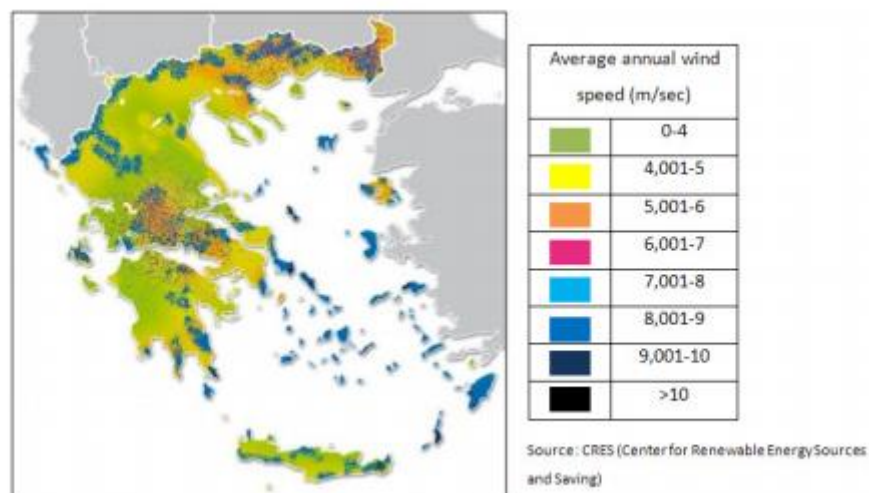 Average annual wind
speed (m/sec)
0-4
4,001-5
5,001-6
6,001-7
7,001-8
8,001-9
9,001-10
>10
Source: CRES (Center for Renewable Energy Sources
and Saving)